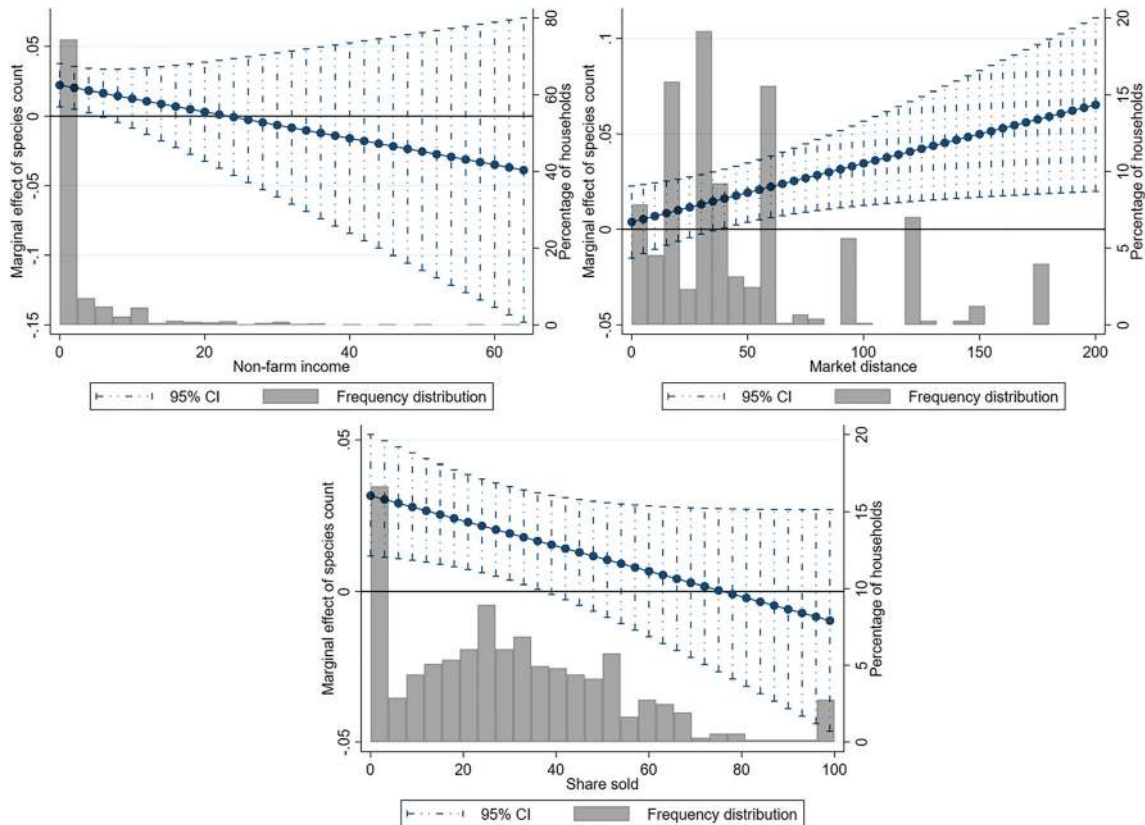 Marginal effect of species count
.05
0
-.05
-.1
-.15
80
60
40
20
0
Percentage of households
0 20 40 60
Non-farm income
95% CI Frequency distribution
Marginal effect of species count
.1
.05
0
-.05
20
15
10
5
0
Percentage of households
0 50 100 150 200
Market distance
95% CI Frequency distribution
Marginal effect of species count
.05
0
-.05
20
15
10
5
0
Percentage of households
0 20 40 60 80 100
Share sold
95% CI Frequency distribution